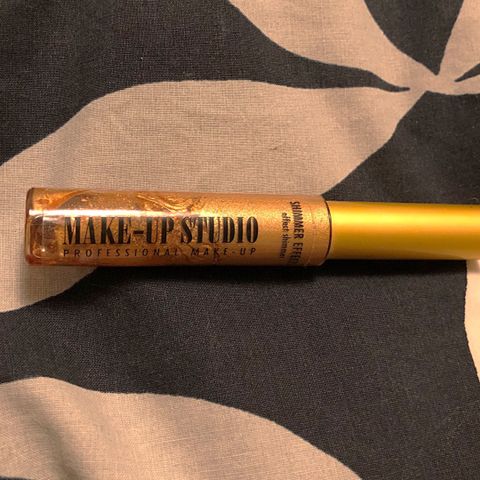 MAKE-UP STUDIO
PROFESSIONAL MAKE-UP
SHIMMER EFFECT
effect shimmer